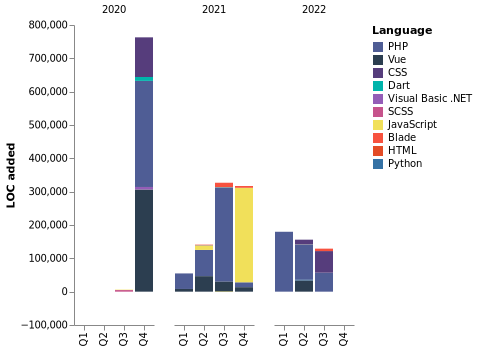 2020 2021 2022
Language
PHP
Vue
CSS
Dart
Visual Basic .NET
SCSS
JavaScript
Blade
HTML
Python
LOC added
800,000
700,000
600,000
500,000
400,000
300,000
200,000
100,000
0
−100,000
Q1 Q2 Q3 Q4 Q1 Q2 Q3 Q4 Q1 Q2 Q3 Q4